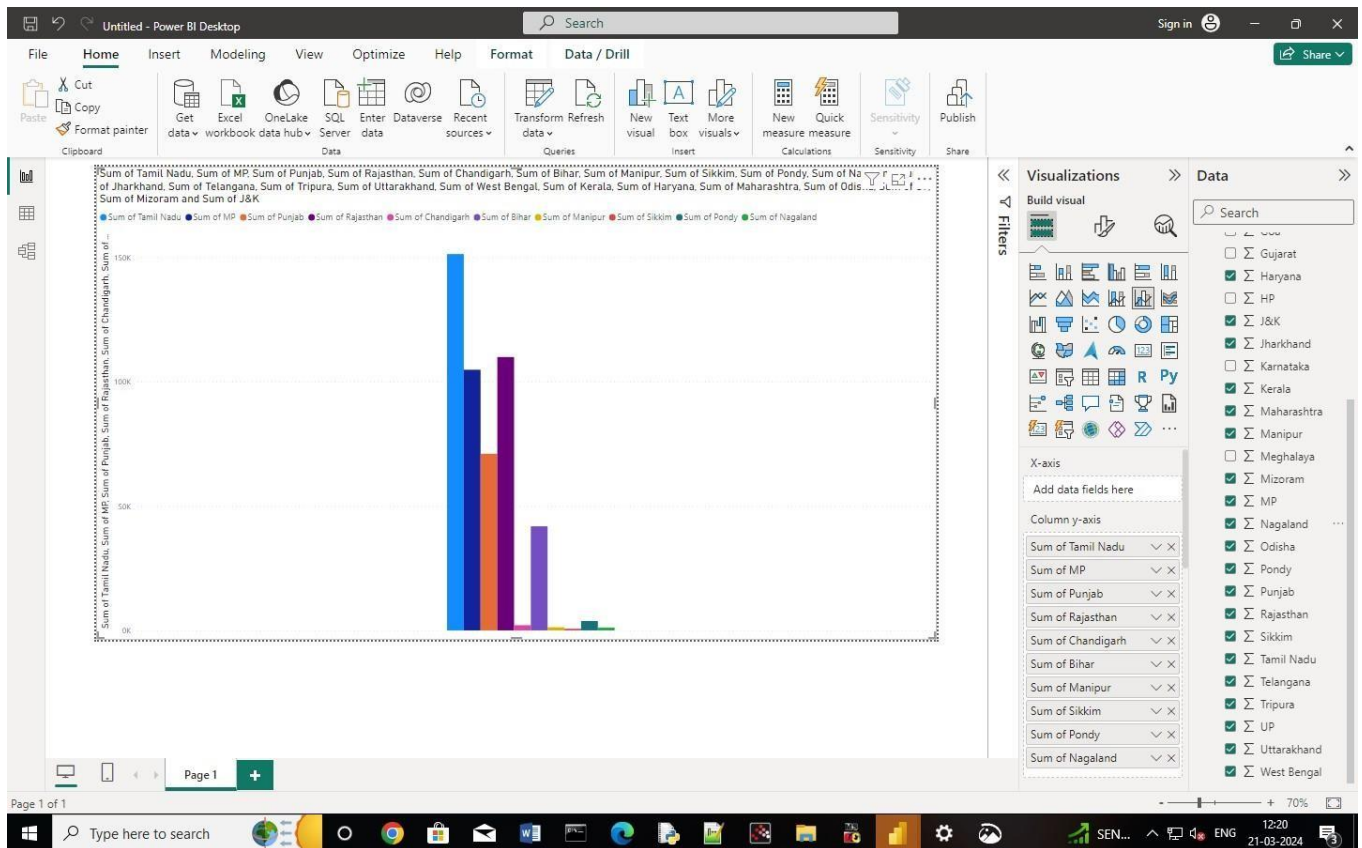 Untitled - Power BI Desktop
Search
Sign in
File Home Insert Modeling View Optimize Help Format Data / Drill
Share
Paste
Cut
Copy
Format painter
Clipboard
Get data
Excel workbook
OneLake data hub
SQL Server
Enter data
Dataverse
Recent sources
Data
Transform data
Refresh
Queries
New visual
Text box
More visuals
Insert
New measure
Quick measure
Calculations
Sensitivity
Sensitivity
Publish
Share
Sum of Tamil Nadu, Sum of MP, Sum of Punjab, Sum of Rajasthan, Sum of Chandigarh, Sum of Bihar, Sum of Manipur, Sum of Sikkim, Sum of Pondy, Sum of Na
of Jharkhand, Sum of Telangana, Sum of Tripura, Sum of Uttarakhand, Sum of West Bengal, Sum of Kerala, Sum of Haryana, Sum of Maharashtra, Sum of Odis
Sum of Mizoram and Sum of J&K
Sum of Tamil Nadu Sum of MP Sum of Punjab Sum of Rajasthan Sum of Chandigarh Sum of Bihar Sum of Manipur Sum of Sikkim Sum of Pondy Sum of Nagaland
Sum of Tamil Nadu, Sum of MP, Sum of Punjab, Sum of Rajasthan, Sum of Chandigarh, Sum of ...
150K
100K
50K
0K
Filters
Visualizations
Build visual
123
R Py
123
X-axis
Add data fields here
Column y-axis
Sum of Tamil Nadu
Sum of MP
Sum of Punjab
Sum of Rajasthan
Sum of Chandigarh
Sum of Bihar
Sum of Manipur
Sum of Sikkim
Sum of Pondy
Sum of Nagaland
Data
Search
∑ Gujarat
∑ Haryana
∑ HP
∑ J&K
∑ Jharkhand
∑ Karnataka
∑ Kerala
∑ Maharashtra
∑ Manipur
∑ Meghalaya
∑ Mizoram
∑ MP
∑ Nagaland ...
∑ Odisha
∑ Pondy
∑ Punjab
∑ Rajasthan
∑ Sikkim
∑ Tamil Nadu
∑ Telangana
∑ Tripura
∑ UP
∑ Uttarakhand
∑ West Bengal
Page 1
Page 1 of 1
- + 70%
Type here to search
SEN...
ENG
12:20
21-03-2024
3